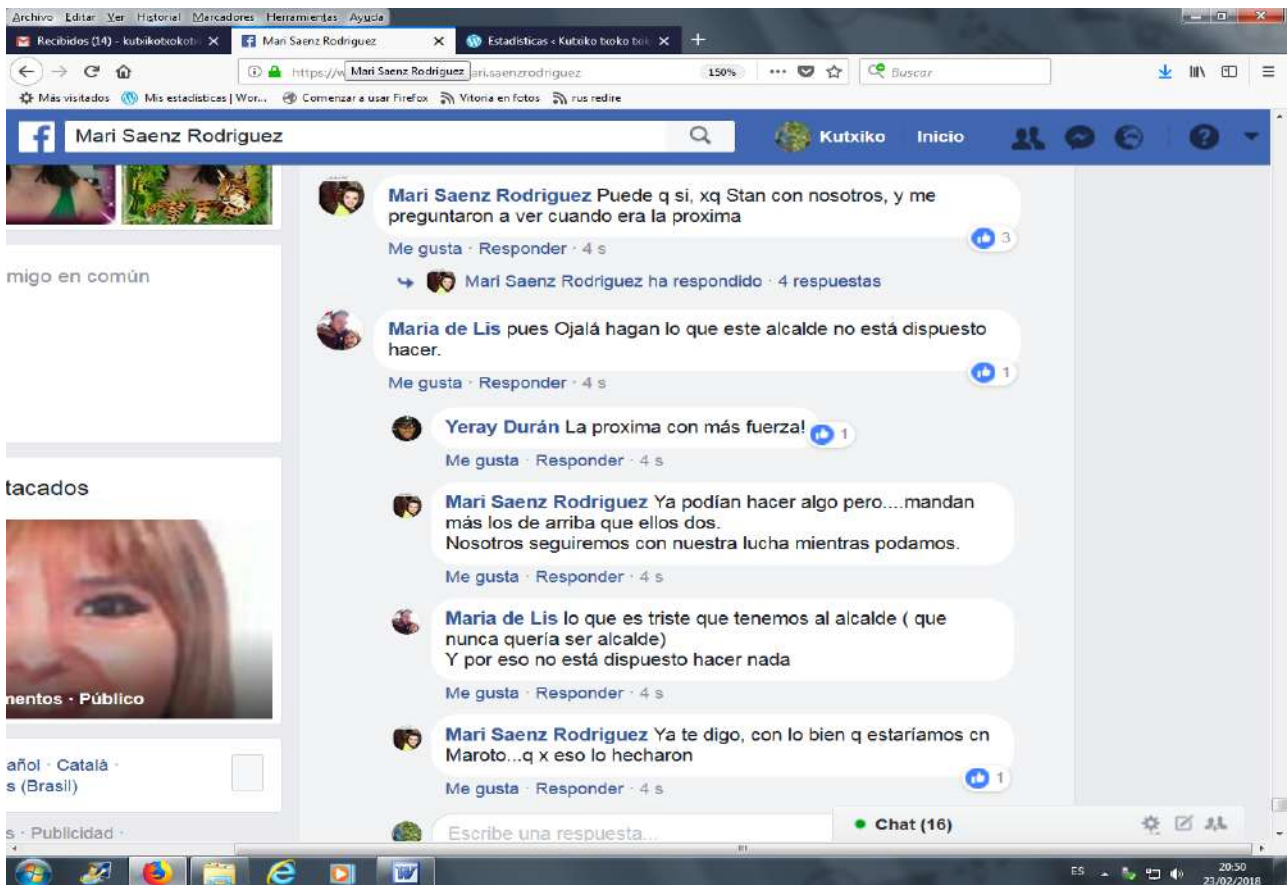 Archivo Editar Ver Historial Marcadores Herramientas Ayuda
Recibidos (14) - kutxikotxokot
Mari Saenz Rodriguez
Estadísticas < Kutxiko txoko txik
https://w
Mari Saenz Rodriguez
ari.saenzrodriguez
150%
Buscar
Más visitados
Mis estadísticas | Wor...
Comenzar a usar Firefox
Vitoria en fotos
rus redire
Mari Saenz Rodriguez
Kutxiko
Inicio
Mari Saenz Rodriguez Puede q si, xq Stan con nosotros, y me
preguntaron a ver cuando era la proxima
3
Me gusta · Responder · 4 s
Mari Saenz Rodriguez ha respondido · 4 respuestas
migo en común
Maria de Lis pues Ojalá hagan lo que este alcalde no está dispuesto
hacer.
1
Me gusta · Responder · 4 s
Yeray Durán La proxima con más fuerza!
1
Me gusta · Responder · 4 s
tacados
Mari Saenz Rodriguez Ya podían hacer algo pero....mandan
más los de arriba que ellos dos.
Nosotros seguiremos con nuestra lucha mientras podamos.
Me gusta · Responder · 4 s
Maria de Lis lo que es triste que tenemos al alcalde ( que
nunca quería ser alcalde)
Y por eso no está dispuesto hacer nada
Me gusta · Responder · 4 s
mentos · Público
Mari Saenz Rodriguez Ya te digo, con lo bien q estaríamos cn
Maroto...q x eso lo hecharon
1
Me gusta · Responder · 4 s
añol · Català ·
s (Brasil)
Escribe una respuesta...
Chat (16)
s · Publicidad ·
ES
20:50
23/02/2018